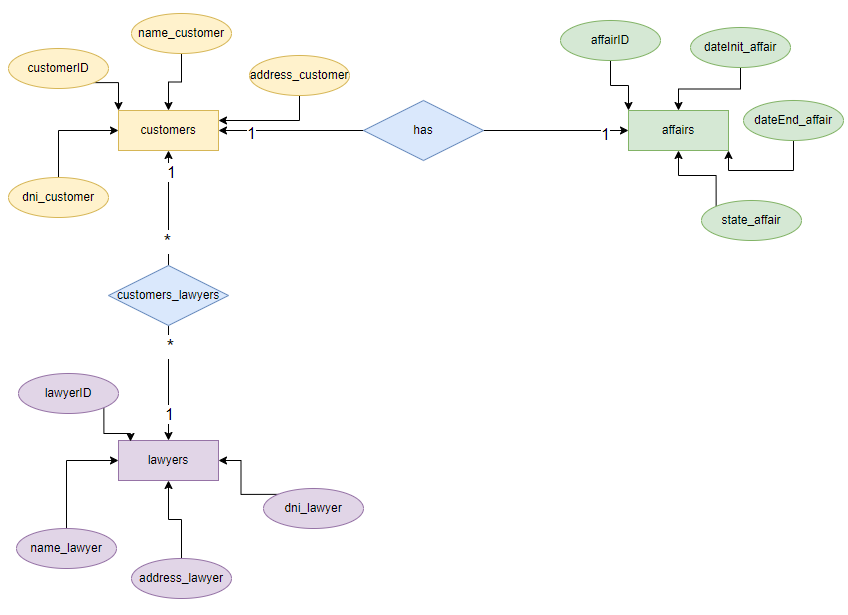 name_customer
affairID
dateInit_affair
customerID
address_customer
dateEnd_affair
customers
1
has
1
affairs
1
dni_customer
state_affair
*
customers_lawyers
*
lawyerID
1
lawyers
dni_lawyer
name_lawyer
address_lawyer